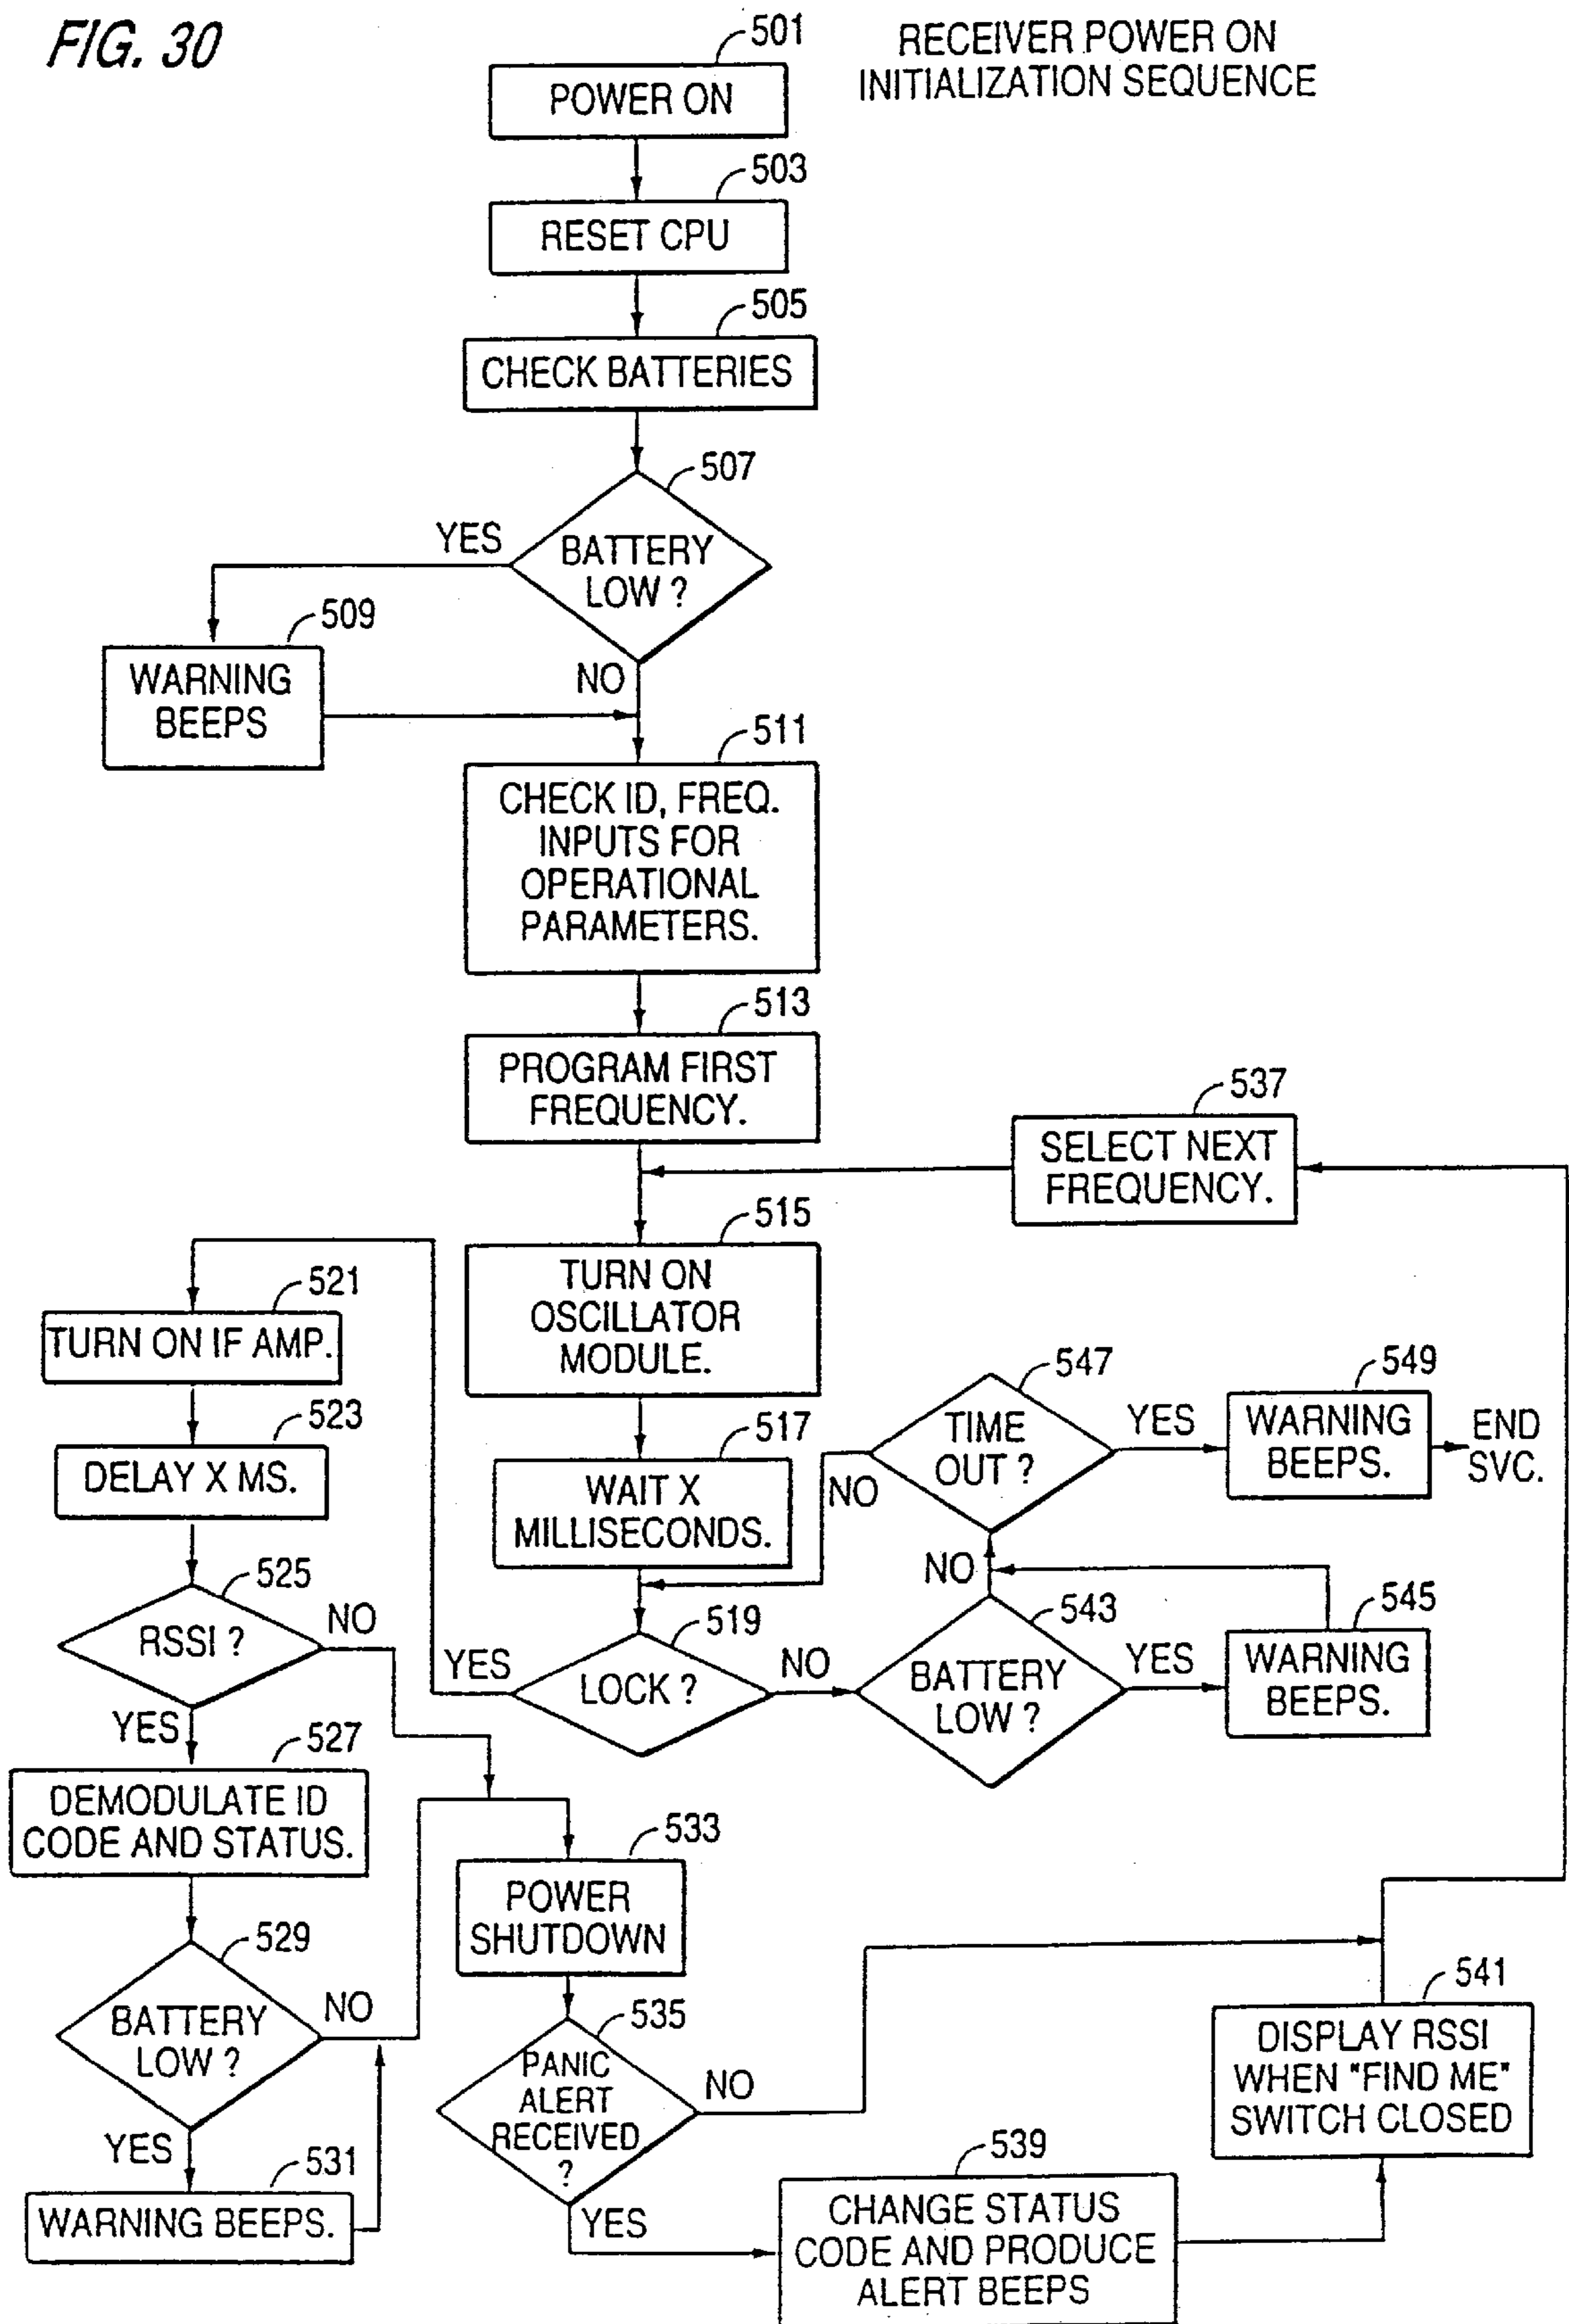 FIG. 30
RECEIVER POWER ON
INITIALIZATION SEQUENCE
501
POWER ON
503
RESET CPU
505
CHECK BATTERIES
507
BATTERY
LOW ?
YES
NO
509
WARNING
BEEPS
511
CHECK ID, FREQ.
INPUTS FOR
OPERATIONAL
PARAMETERS.
513
PROGRAM FIRST
FREQUENCY.
537
SELECT NEXT
FREQUENCY.
515
TURN ON
OSCILLATOR
MODULE.
521
TURN ON IF AMP.
523
DELAY X MS.
517
WAIT X
MILLISECONDS.
547
TIME
OUT ?
YES
NO
549
WARNING
BEEPS.
END
SVC.
525
RSSI ?
NO
YES
519
LOCK ?
YES
NO
543
BATTERY
LOW ?
NO
YES
545
WARNING
BEEPS.
527
DEMODULATE ID
CODE AND STATUS.
529
BATTERY
LOW ?
NO
YES
531
WARNING BEEPS.
533
POWER
SHUTDOWN
535
PANIC
ALERT
RECEIVED
?
NO
YES
539
CHANGE STATUS
CODE AND PRODUCE
ALERT BEEPS
541
DISPLAY RSSI
WHEN "FIND ME"
SWITCH CLOSED